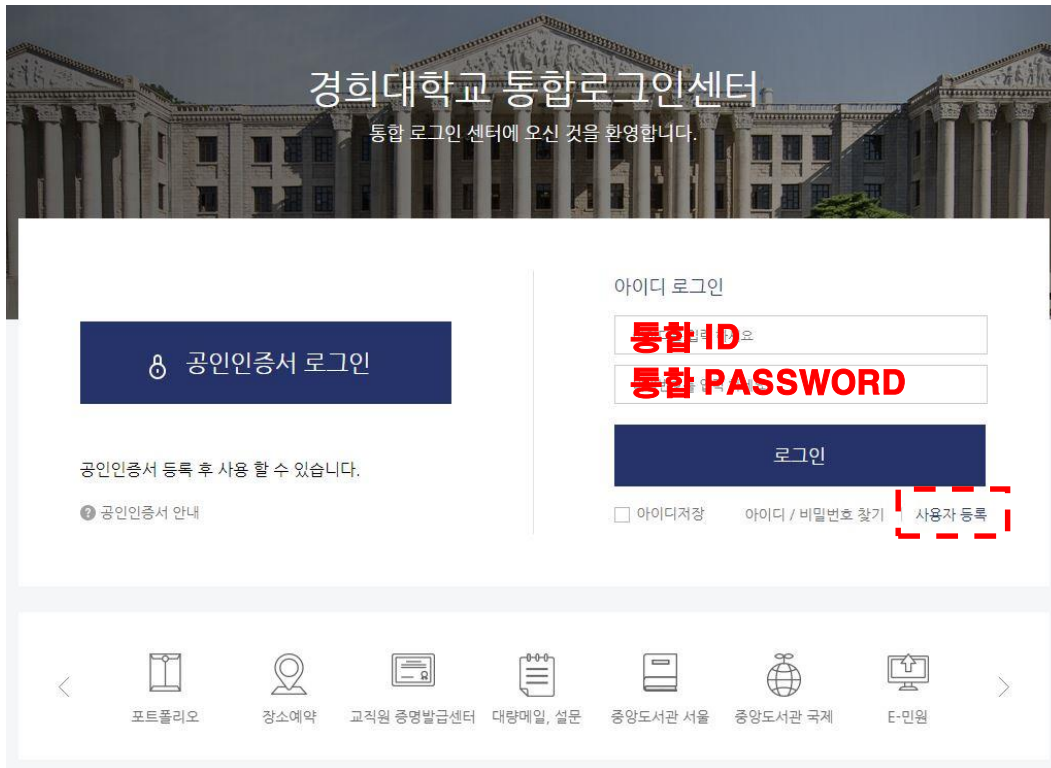 경희대학교 통합로그인센터
통합 로그인 센터에 오신 것을 환영합니다.
공인인증서 로그인
공인인증서 등록 후 사용 할 수 있습니다.
? 공인인증서 안내
아이디 로그인
통합 ID
통합 PASSWORD
로그인
아이디저장 아이디 / 비밀번호 찾기 사용자 등록
포트폴리오 장소예약 교직원 증명발급센터 대량메일, 설문 중앙도서관 서울 중앙도서관 국제 E-민원